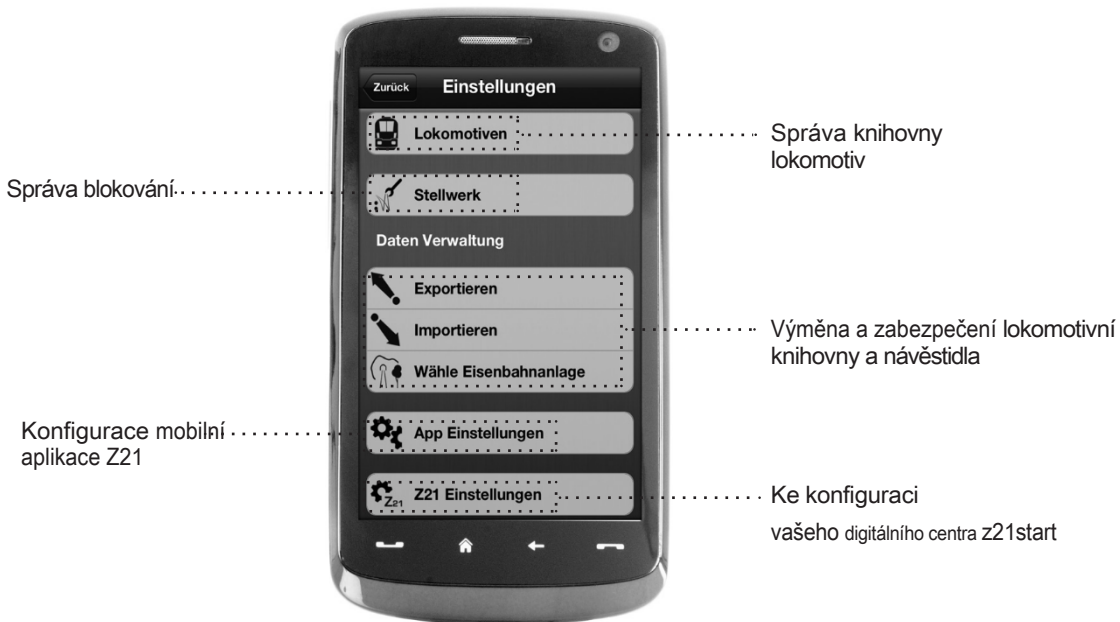 Zurück
Einstellungen
Lokomotiven
Správa knihovny
lokomotiv
Správa blokování
Stellwerk
Daten Verwaltung
Exportieren
Importieren
Výměna a zabezpečení lokomotivní
knihovny a návěstidla
Wähle Eisenbahnanlage
Konfigurace mobilní
aplikace Z21
App Einstellungen
Z21
Z21 Einstellungen
Ke konfiguraci
vašeho digitálního centra z21start